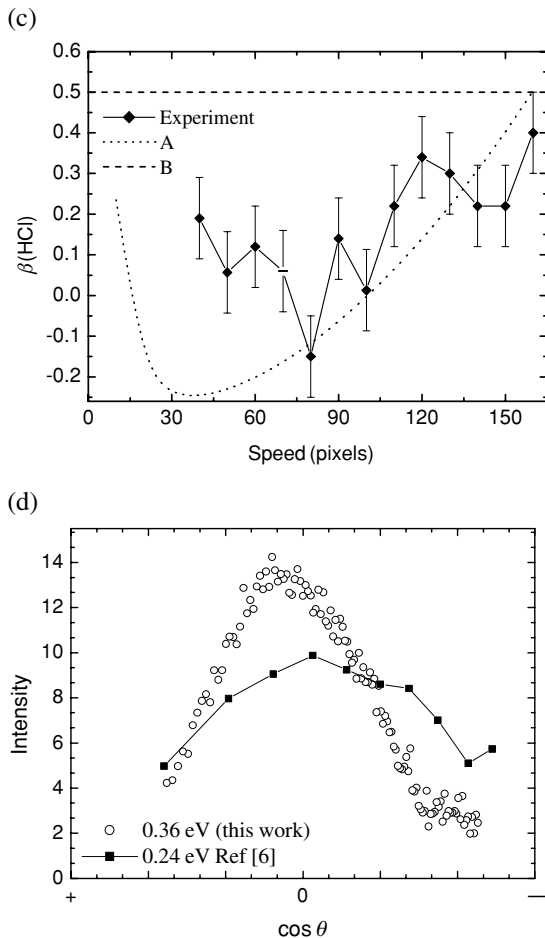 (c)
0.6
0.5
0.4
0.3
0.2
0.1
0.0
-0.1
-0.2
β(HCl)
Experiment
A
B
0 30 60 90 120 150
Speed (pixels)
(d)
14
12
10
8
6
4
2
0
Intensity
0.36 eV (this work)
0.24 eV Ref [6]
+ 0 —
cos θ